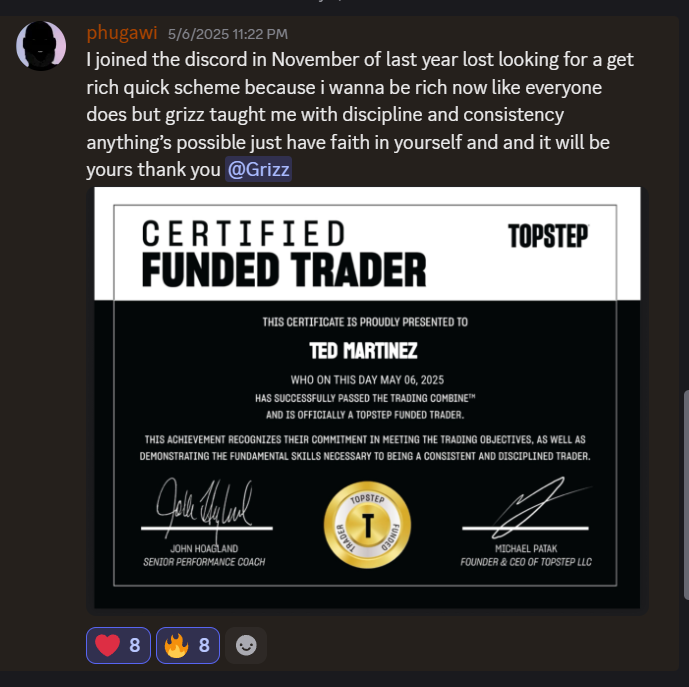 phugawi 5/6/2025 11:22 PM
I joined the discord in November of last year lost looking for a get
rich quick scheme because i wanna be rich now like everyone
does but grizz taught me with discipline and consistency
anything's possible just have faith in yourself and and it will be
yours thank you @Grizz
CERTIFIED
FUNDED TRADER
TOPSTEP
THIS CERTIFICATE IS PROUDLY PRESENTED TO
TED MARTINEZ
WHO ON THIS DAY MAY 06, 2025
HAS SUCCESSFULLY PASSED THE TRADING COMBINE™
AND IS OFFICIALLY A TOPSTEP FUNDED TRADER.
THIS ACHIEVEMENT RECOGNIZES THEIR COMMITMENT IN MEETING THE TRADING OBJECTIVES, AS WELL AS
DEMONSTRATING THE FUNDAMENTAL SKILLS NECESSARY TO BEING A CONSISTENT AND DISCIPLINED TRADER.
TOPSTEP
T
TRADER
FUNDED
JOHN HOAGLAND
SENIOR PERFORMANCE COACH
MICHAEL PATAK
FOUNDER & CEO OF TOPSTEP LLC
8
8